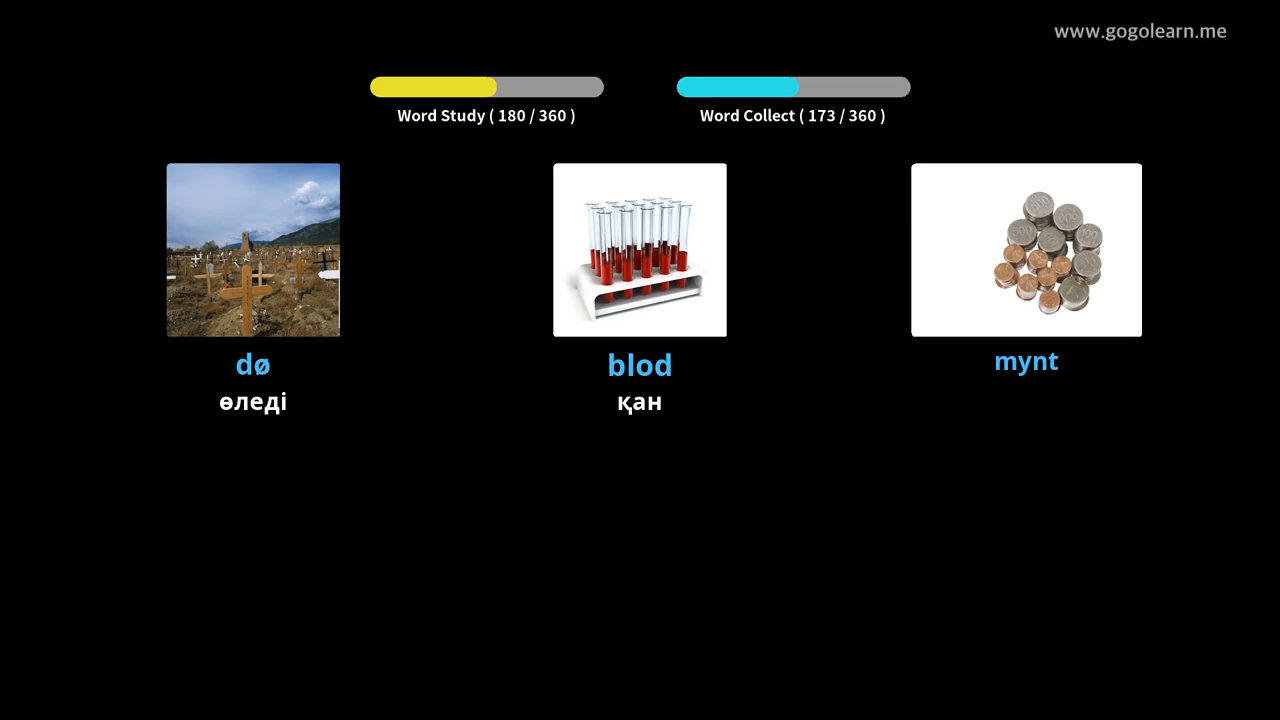 www.gogolearn.me
Word Study ( 180 / 360 )
Word Collect ( 173 / 360 )
dø
blod
mynt
өледі
қан